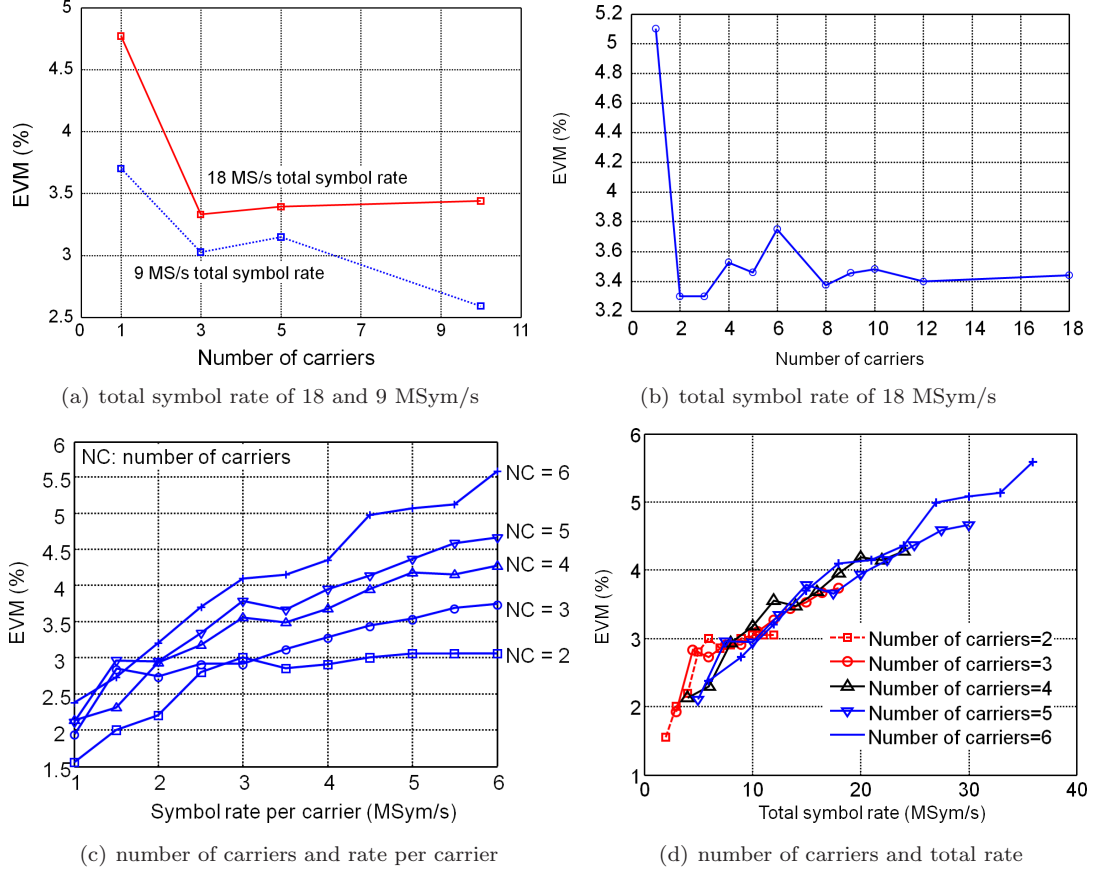 5
4.5
4
3.5
3
2.5
EVM (%)
18 MS/s total symbol rate
9 MS/s total symbol rate
0 1 3 5 7 9 11
Number of carriers
(a) total symbol rate of 18 and 9 MSym/s
5.2
5
5.2
4.8
4.6
4.4
4.2
4
3.8
3.6
3.4
3.2
EVM (%)
0 2 4 6 8 10 12 14 16 18
Number of carriers
(b) total symbol rate of 18 MSym/s
6
5.5
5
4.5
4
3.5
3
2.5
2
1.5
EVM (%)
NC: number of carriers
NC = 6
NC = 5
NC = 4
NC = 3
NC = 2
1 2 3 4 5 6
Symbol rate per carrier (MSym/s)
(c) number of carriers and rate per carrier
6
5
4
3
2
1
EVM (%)
Number of carriers=2
Number of carriers=3
Number of carriers=4
Number of carriers=5
Number of carriers=6
0 10 20 30 40
Total symbol rate (MSym/s)
(d) number of carriers and total rate